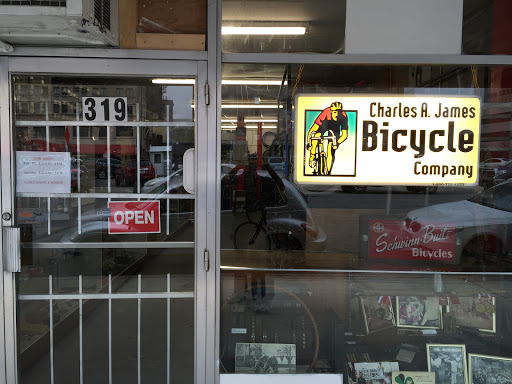 319
OPEN
Charles A. James
Bicycle
Company
Schwinn-Built
Bicycles